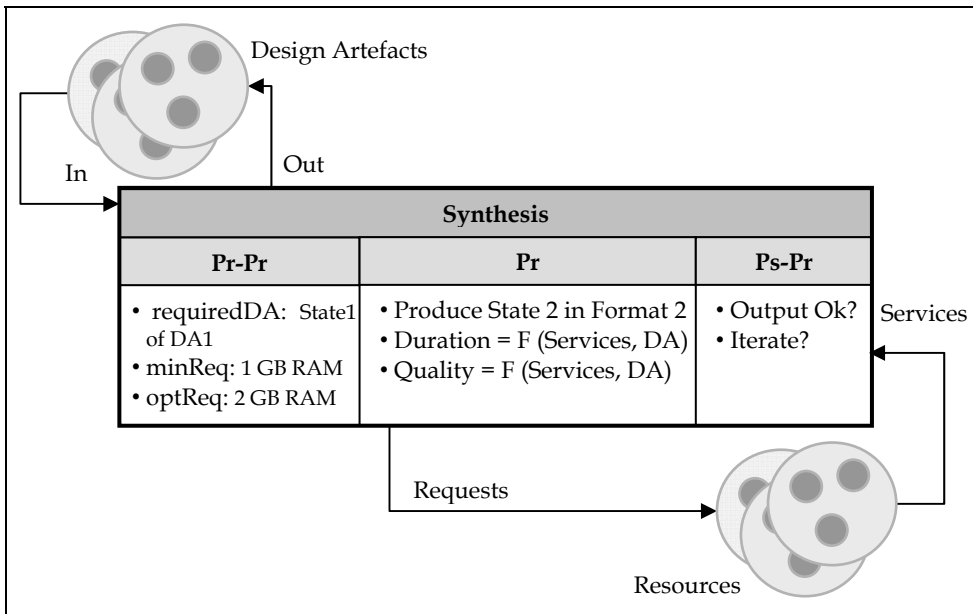 Design Artefacts
In
Out
Synthesis
Pr-Pr
Pr
Ps-Pr
• requiredDA: State1
of DA1
• minReq: 1 GB RAM
• optReq: 2 GB RAM
• Produce State 2 in Format 2
• Duration = F (Services, DA)
• Quality = F (Services, DA)
• Output Ok?
• Iterate?
Services
Requests
Resources